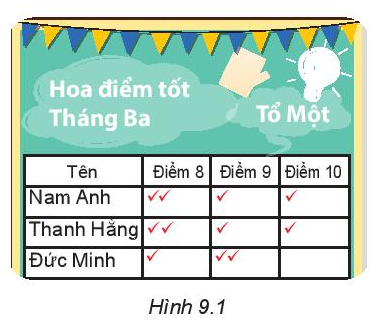 Hoa điểm tốt
Tháng Ba
Tổ Một
Tên Điểm 8 Điểm 9 Điểm 10
Nam Anh ✓✓ ✓ ✓
Thanh Hằng ✓✓ ✓ ✓
Đức Minh ✓ ✓✓
Hình 9.1